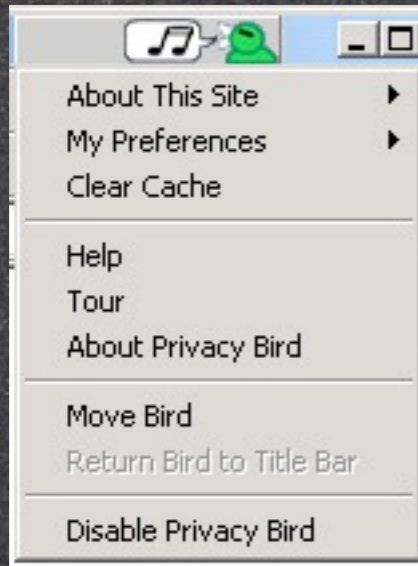 About This Site
My Preferences
Clear Cache
Help
Tour
About Privacy Bird
Move Bird
Return Bird to Title Bar
Disable Privacy Bird